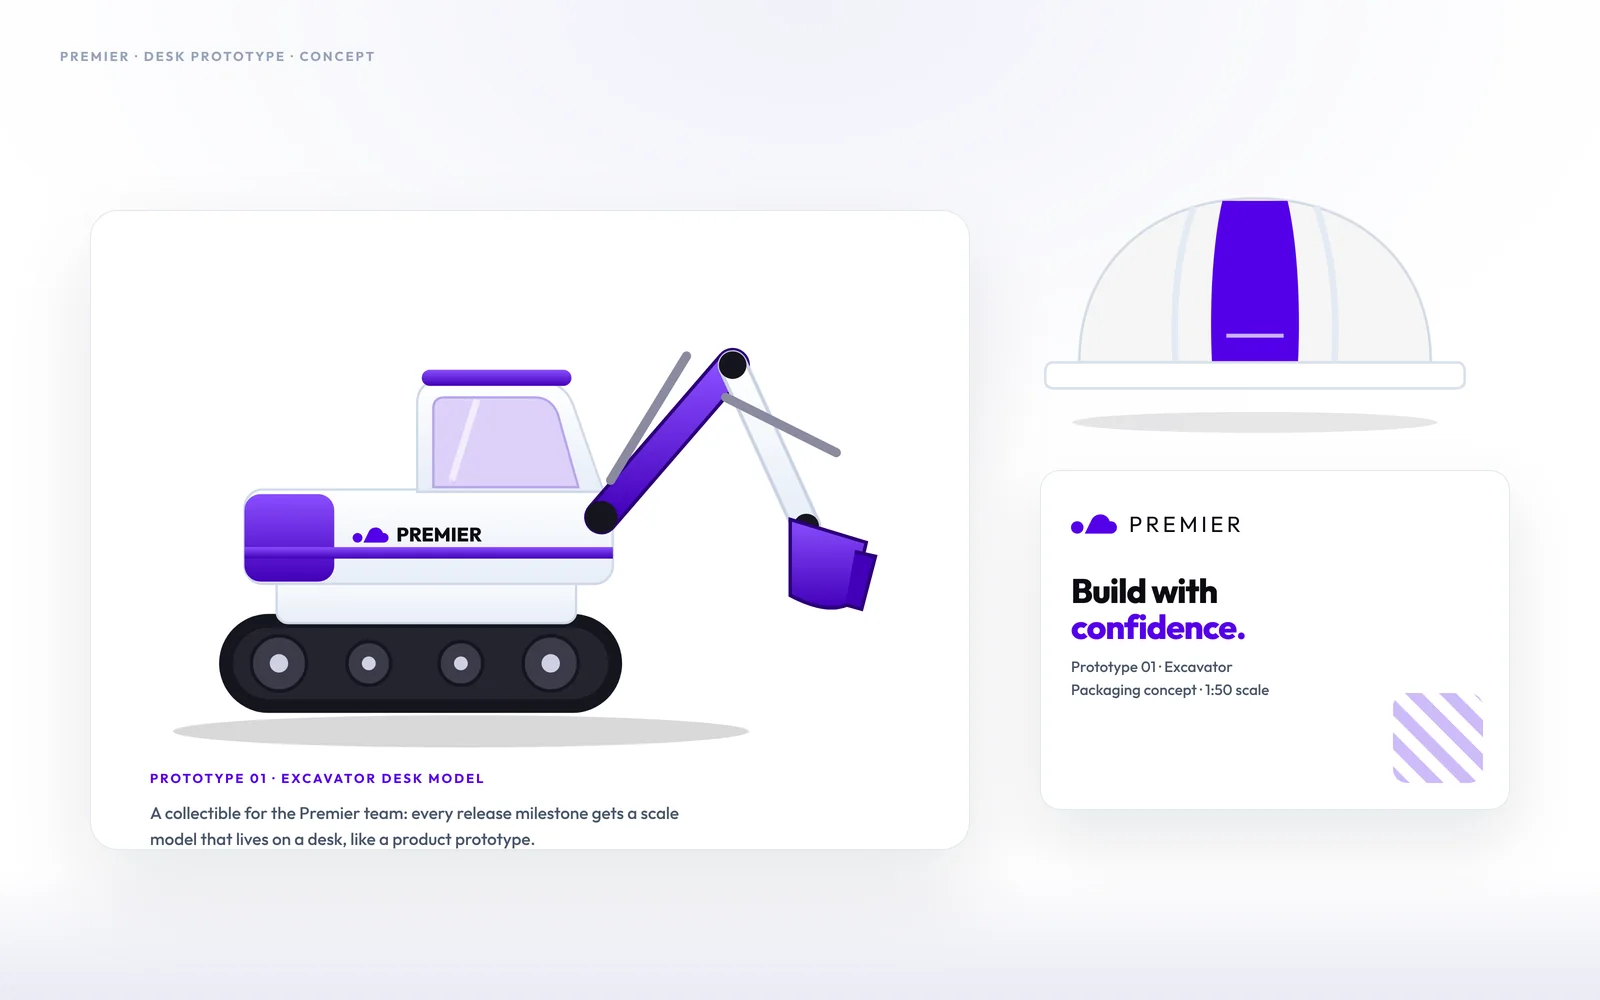 PREMIER · DESK PROTOTYPE · CONCEPT
PREMIER
PROTOTYPE 01 · EXCAVATOR DESK MODEL
A collectible for the Premier team: every release milestone gets a scale
model that lives on a desk, like a product prototype.
PREMIER
Build with
confidence.
Prototype 01 · Excavator
Packaging concept · 1:50 scale